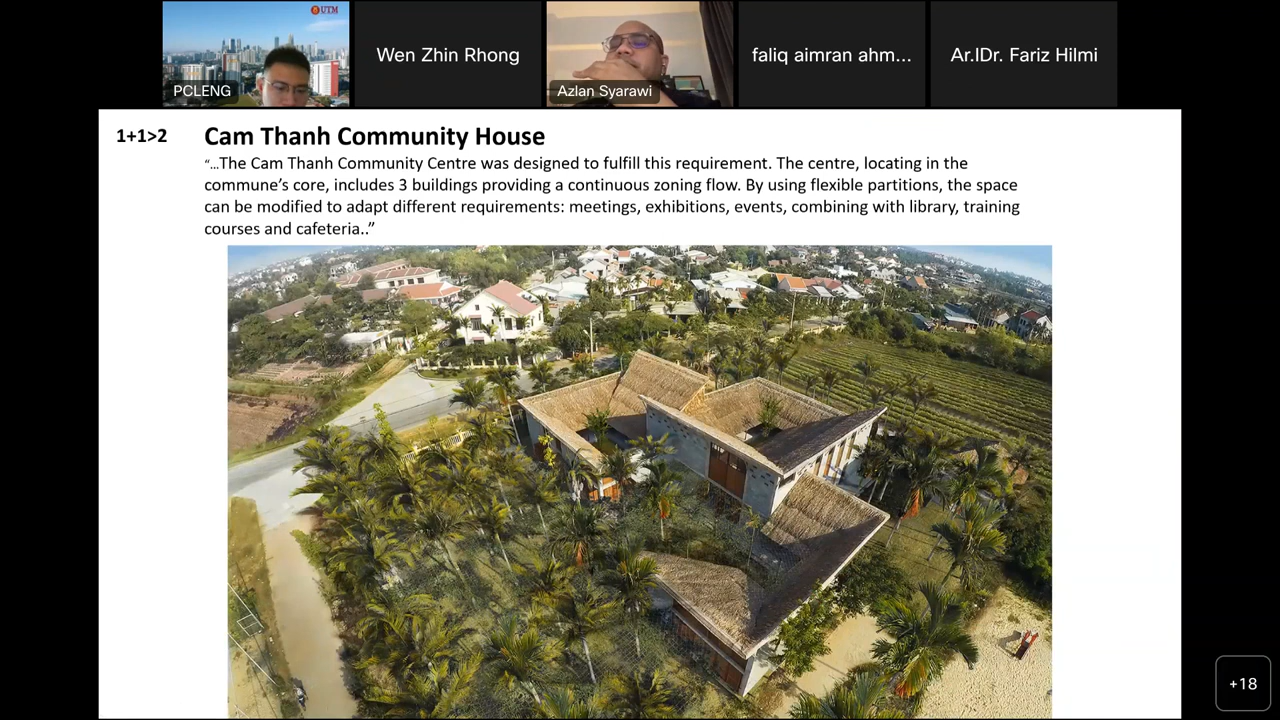 UTM
PCLENG
Wen Zhin Rhong
Azlan Syarawi
faliq aimran ahm...
Ar.IDr. Fariz Hilmi
1+1>2
Cam Thanh Community House
“...The Cam Thanh Community Centre was designed to fulfill this requirement. The centre, locating in the
commune’s core, includes 3 buildings providing a continuous zoning flow. By using flexible partitions, the space
can be modified to adapt different requirements: meetings, exhibitions, events, combining with library, training
courses and cafeteria..”
+18